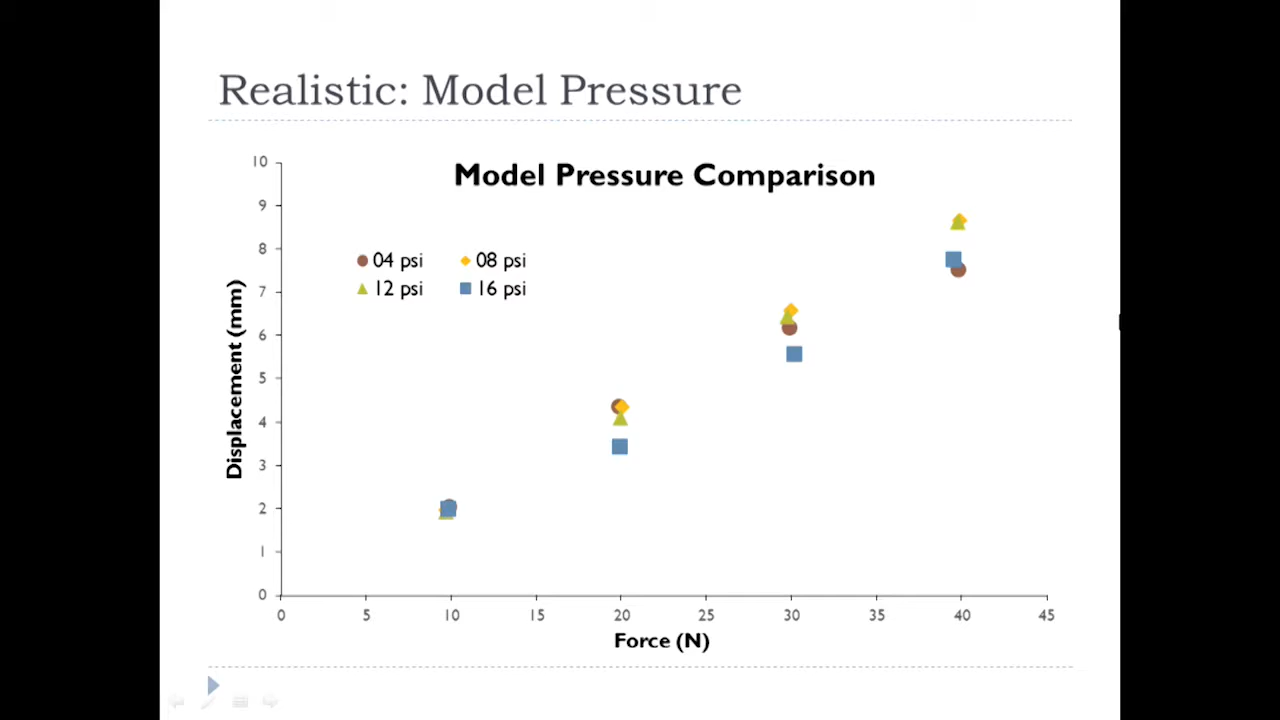 Realistic: Model Pressure
Model Pressure Comparison
04 psi 08 psi
12 psi 16 psi
Displacement (mm)
10
9
8
7
6
5
4
3
2
1
0
0 5 10 15 20 25 30 35 40 45
Force (N)